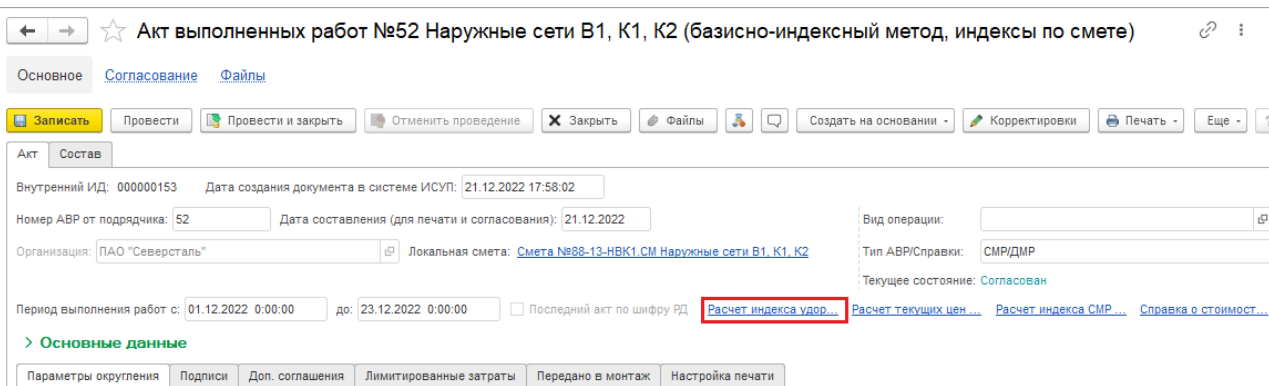 Акт выполненных работ №52 Наружные сети В1, К1, К2 (базисно-индексный метод, индексы по смете)
Основное Согласование Файлы
Записать Провести Провести и закрыть Отменить проведение Закрыть Файлы Создать на основании Корректировки Печать Еще ?
Акт Состав
Внутренний ИД: 000000153 Дата создания документа в системе ИСУП: 21.12.2022 17:58:02
Номер АВР от подрядчика: 52 Дата составления (для печати и согласования): 21.12.2022 Вид операции:
Организация: ПАО "Северсталь" Локальная смета: Смета №88-13-НВК1.СМ Наружные сети В1, К1, К2 Тип АВР/Справки: СМР/ДМР
Текущее состояние: Согласован
Период выполнения работ с: 01.12.2022 0:00:00 до: 23.12.2022 0:00:00 Последний акт по шифру РД Расчет индекса удор... Расчет текущих цен ... Расчет индекса СМР ... Справка о стоимост...
Основные данные
Параметры округления Подписи Доп. соглашения Лимитированные затраты Передано в монтаж Настройка печати